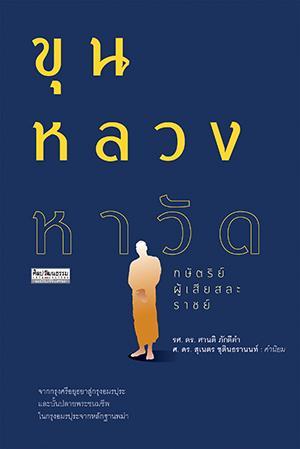 ขุน
หลวง
หาวัด
กษัตริย์
ผู้เสียสละ
ราชย์
ศิลปวัฒนธรรม
รศ. ดร. ศานติ ภักดีคำ
ศ. ดร. สุเนตร ชุตินธรานนท์ : คำนิยม
จากกรุงศรีอยุธยาสู่กรุงอมรปุระ
และบั้นปลายพระชนมชีพ
ในกรุงอมรปุระจากหลักฐานพม่า